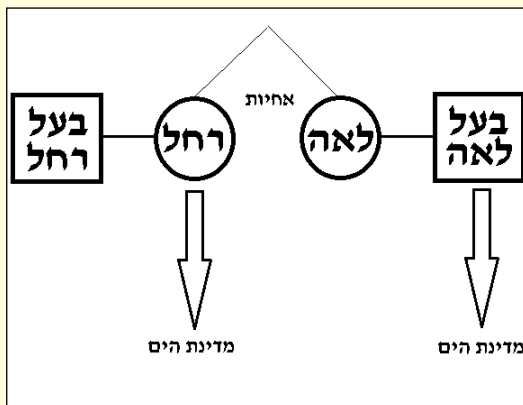 אחיות
בעל
לאה
לאה
רחל
בעל
רחל
מדינת הים
מדינת הים